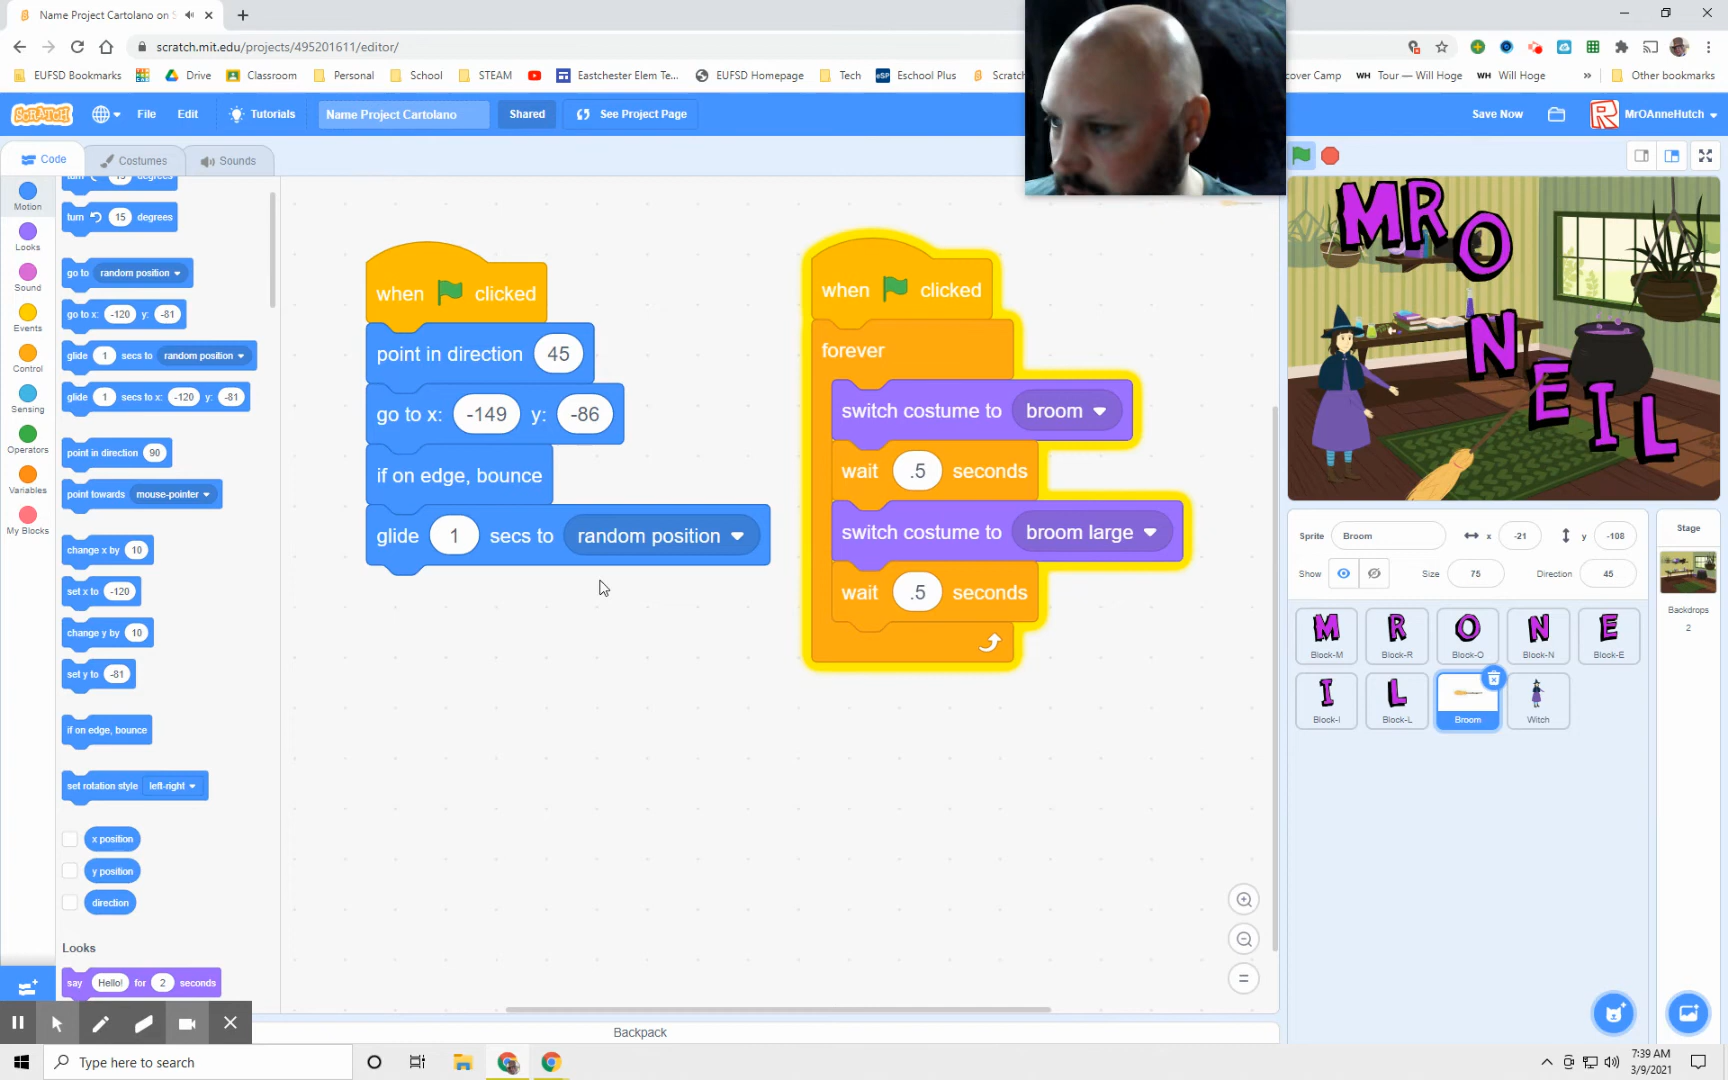 Name Project Cartolano on S
scratch.mit.edu/projects/495201611/editor/
EUFSD Bookmarks Drive Classroom Personal School STEAM Eastchester Elem Te... EUFSD Homepage Tech eSP Eschool Plus Scratch cover Camp WH Tour — Will Hoge WH Will Hoge » Other bookmarks
SCRATCH File Edit Tutorials Name Project Cartolano Shared See Project Page Save Now MrOAnneHutch
Code Costumes Sounds
Motion
Looks
Sound
Events
Control
Sensing
Operators
Variables
My Blocks
turn 15 degrees
turn 15 degrees
go to random position
go to x: -120 y: -81
glide 1 secs to random position
glide 1 secs to x: -120 y: -81
point in direction 90
point towards mouse-pointer
change x by 10
set x to -120
change y by 10
set y to -81
if on edge, bounce
set rotation style left-right
x position
y position
direction
Looks
say Hello! for 2 seconds
when clicked
point in direction 45
go to x: -149 y: -86
if on edge, bounce
glide 1 secs to random position
when clicked
forever
switch costume to broom
wait .5 seconds
switch costume to broom large
wait .5 seconds
Backpack
MR
O
N
EIL
Sprite Broom x -21 y -108
Show Size 75 Direction 45
Stage
Backdrops
2
M R O N E
Block-M Block-R Block-O Block-N Block-E
I L
Block-I Block-L Broom Witch
Type here to search
7:39 AM
3/9/2021